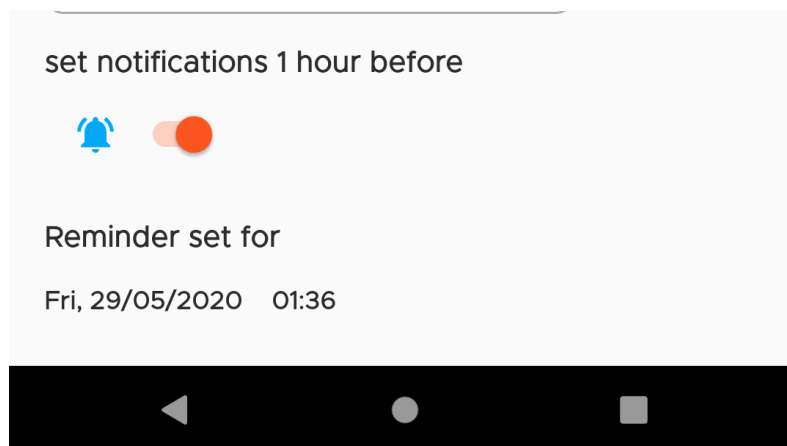 set notifications 1 hour before
Reminder set for
Fri, 29/05/2020 01:36